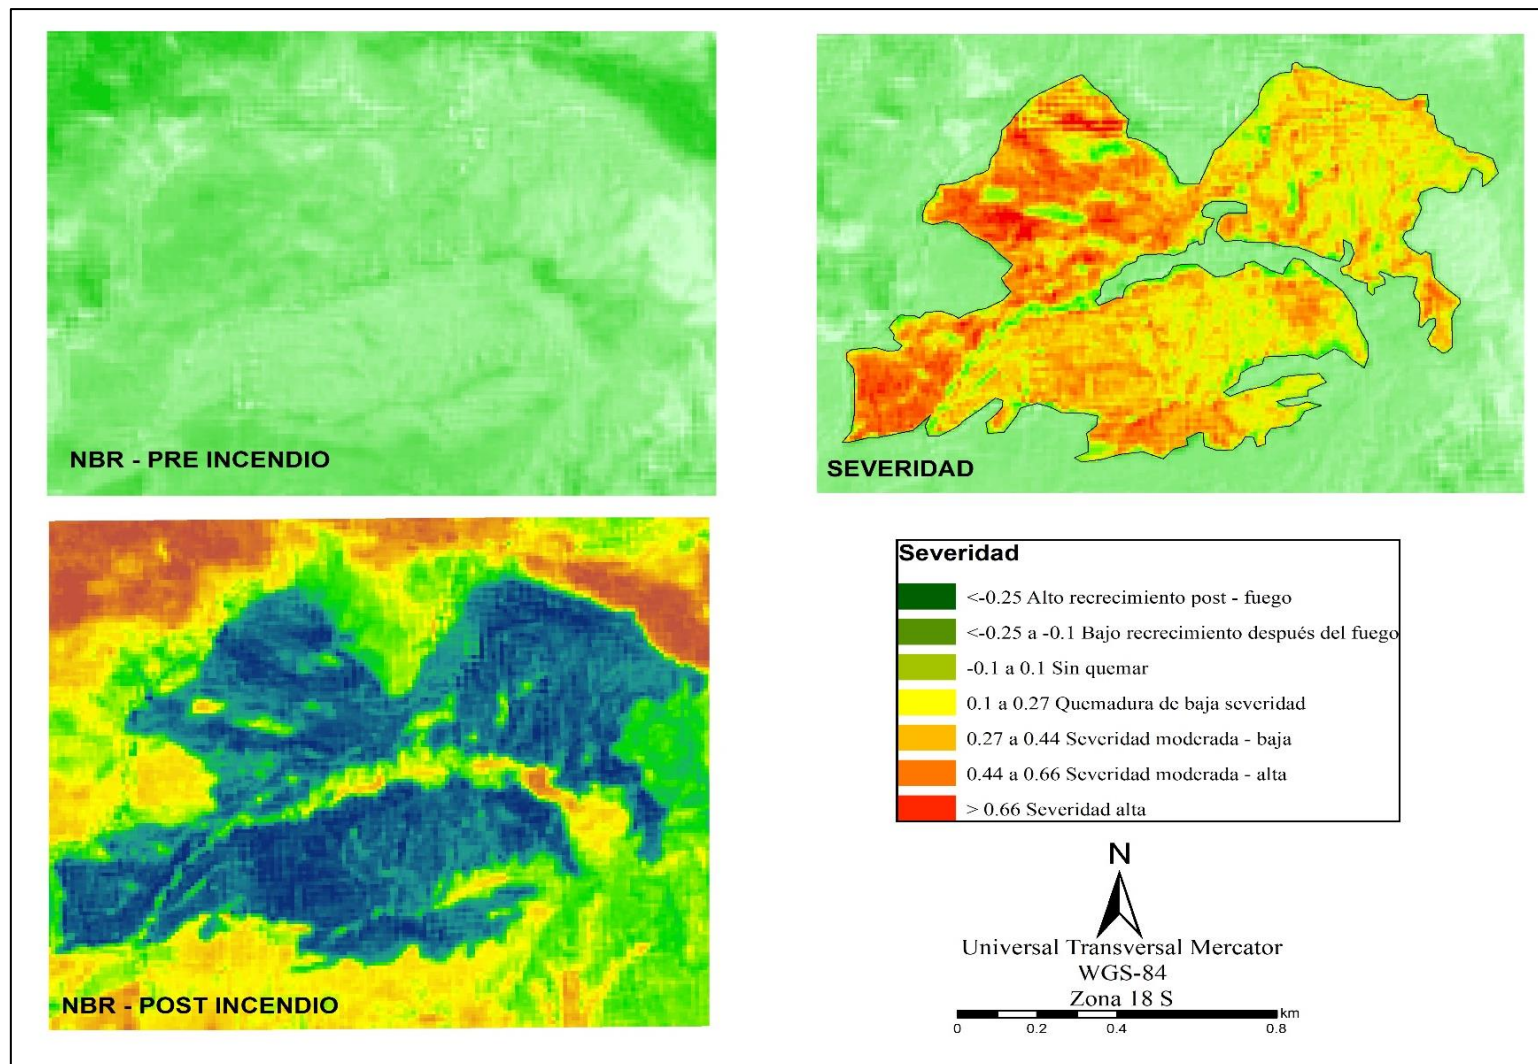 NBR - PRE INCENDIO
SEVERIDAD
NBR - POST INCENDIO
Severidad
<-0.25 Alto recrecimiento post - fuego
<-0.25 a -0.1 Bajo recrecimiento después del fuego
-0.1 a 0.1 Sin quemar
0.1 a 0.27 Quemadura de baja severidad
0.27 a 0.44 Severidad moderada - baja
0.44 a 0.66 Severidad moderada - alta
> 0.66 Severidad alta
N
Universal Transversal Mercator
WGS-84
Zona 18 S
km
0 0.2 0.4 0.8